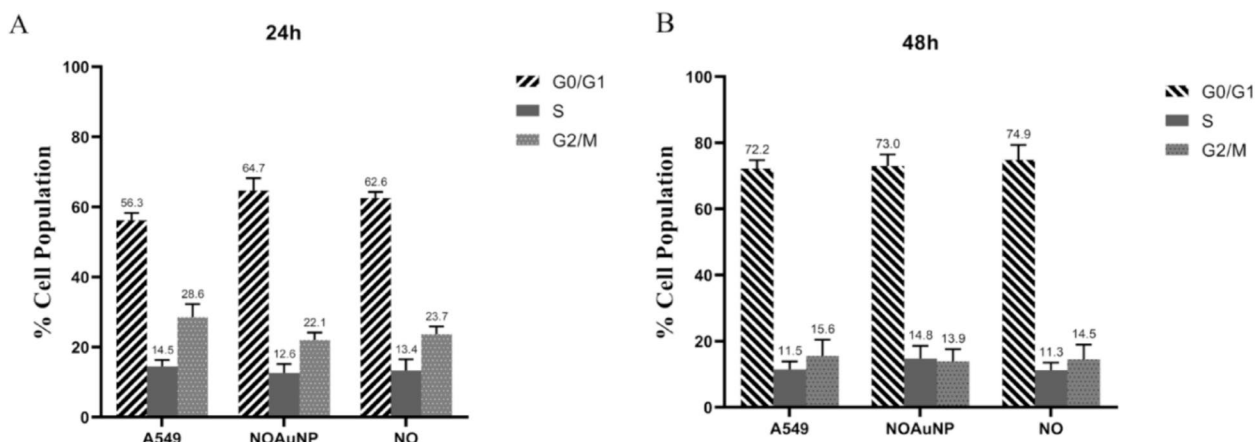 A
24h
% Cell Population
100
80
60
40
20
0
56.3
14.5
28.6
64.7
12.6
22.1
62.6
13.4
23.7
A549
NOAuNP
NO
G0/G1
S
G2/M
B
48h
% Cell Population
100
80
60
40
20
0
72.2
11.5
15.6
73.0
14.8
13.9
74.9
11.3
14.5
A549
NOAuNP
NO
G0/G1
S
G2/M